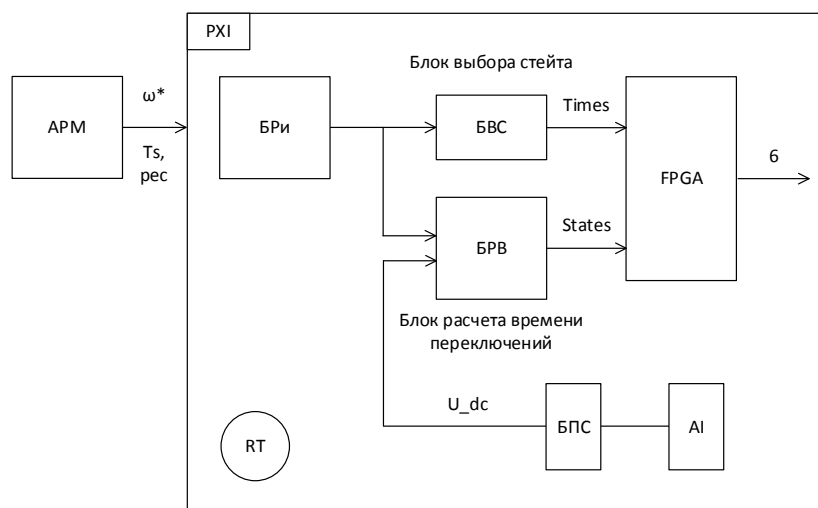 PXI
Блок выбора стейта
ω*
Times
АРМ
БРи
БВС
FPGA
6
Ts,
рес
States
БРВ
Блок расчета времени
переключений
U_dc
БПС
AI
RT